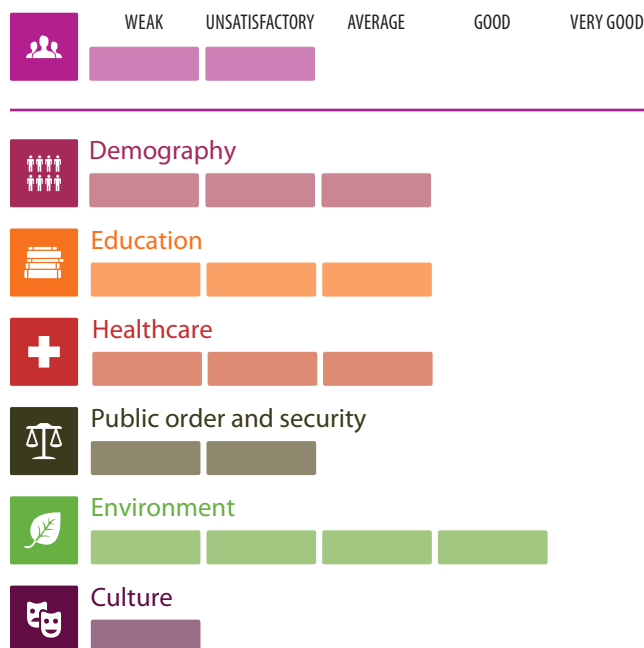 WEAK UNSATISFACTORY AVERAGE GOOD VERY GOOD
Demography
Education
Healthcare
Public order and security
Environment
Culture